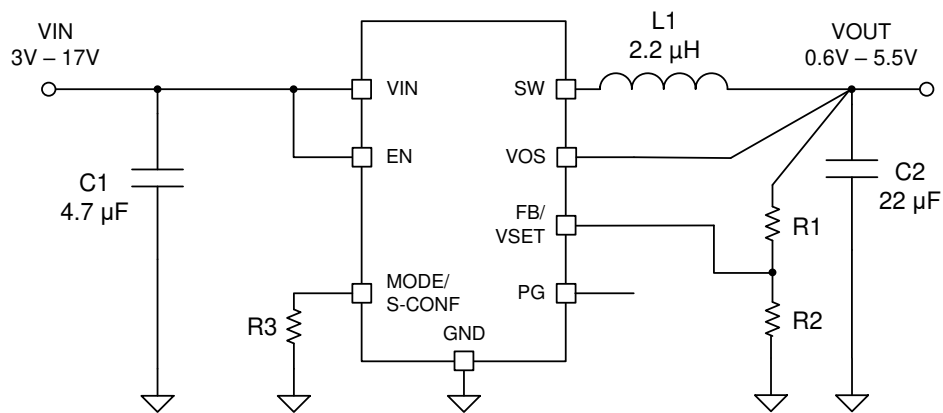 VIN
3V – 17V
L1
2.2 µH
VOUT
0.6V – 5.5V
VIN
SW
EN
VOS
C1
4.7 µF
C2
22 µF
FB/
VSET
R1
MODE/
S-CONF
PG
R3
R2
GND